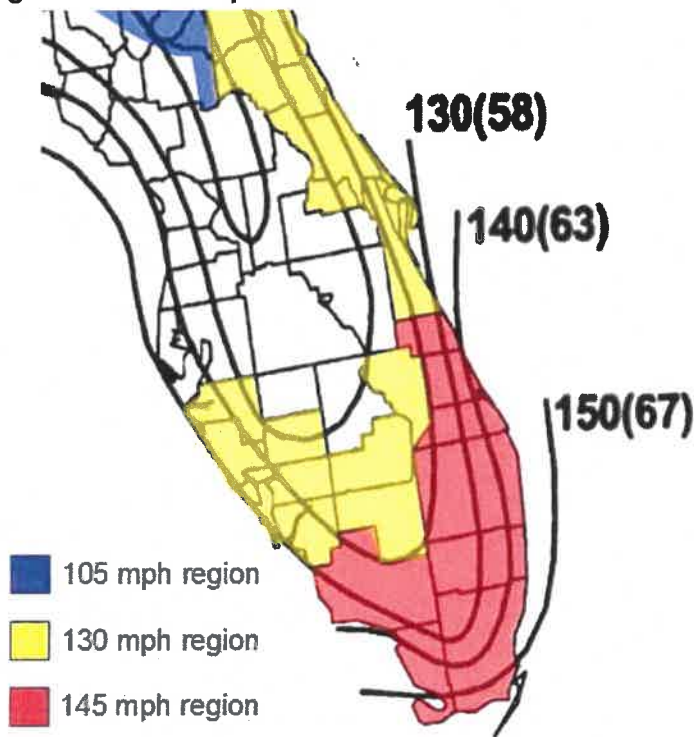 130(58)
140(63)
150(67)
105 mph region
130 mph region
145 mph region